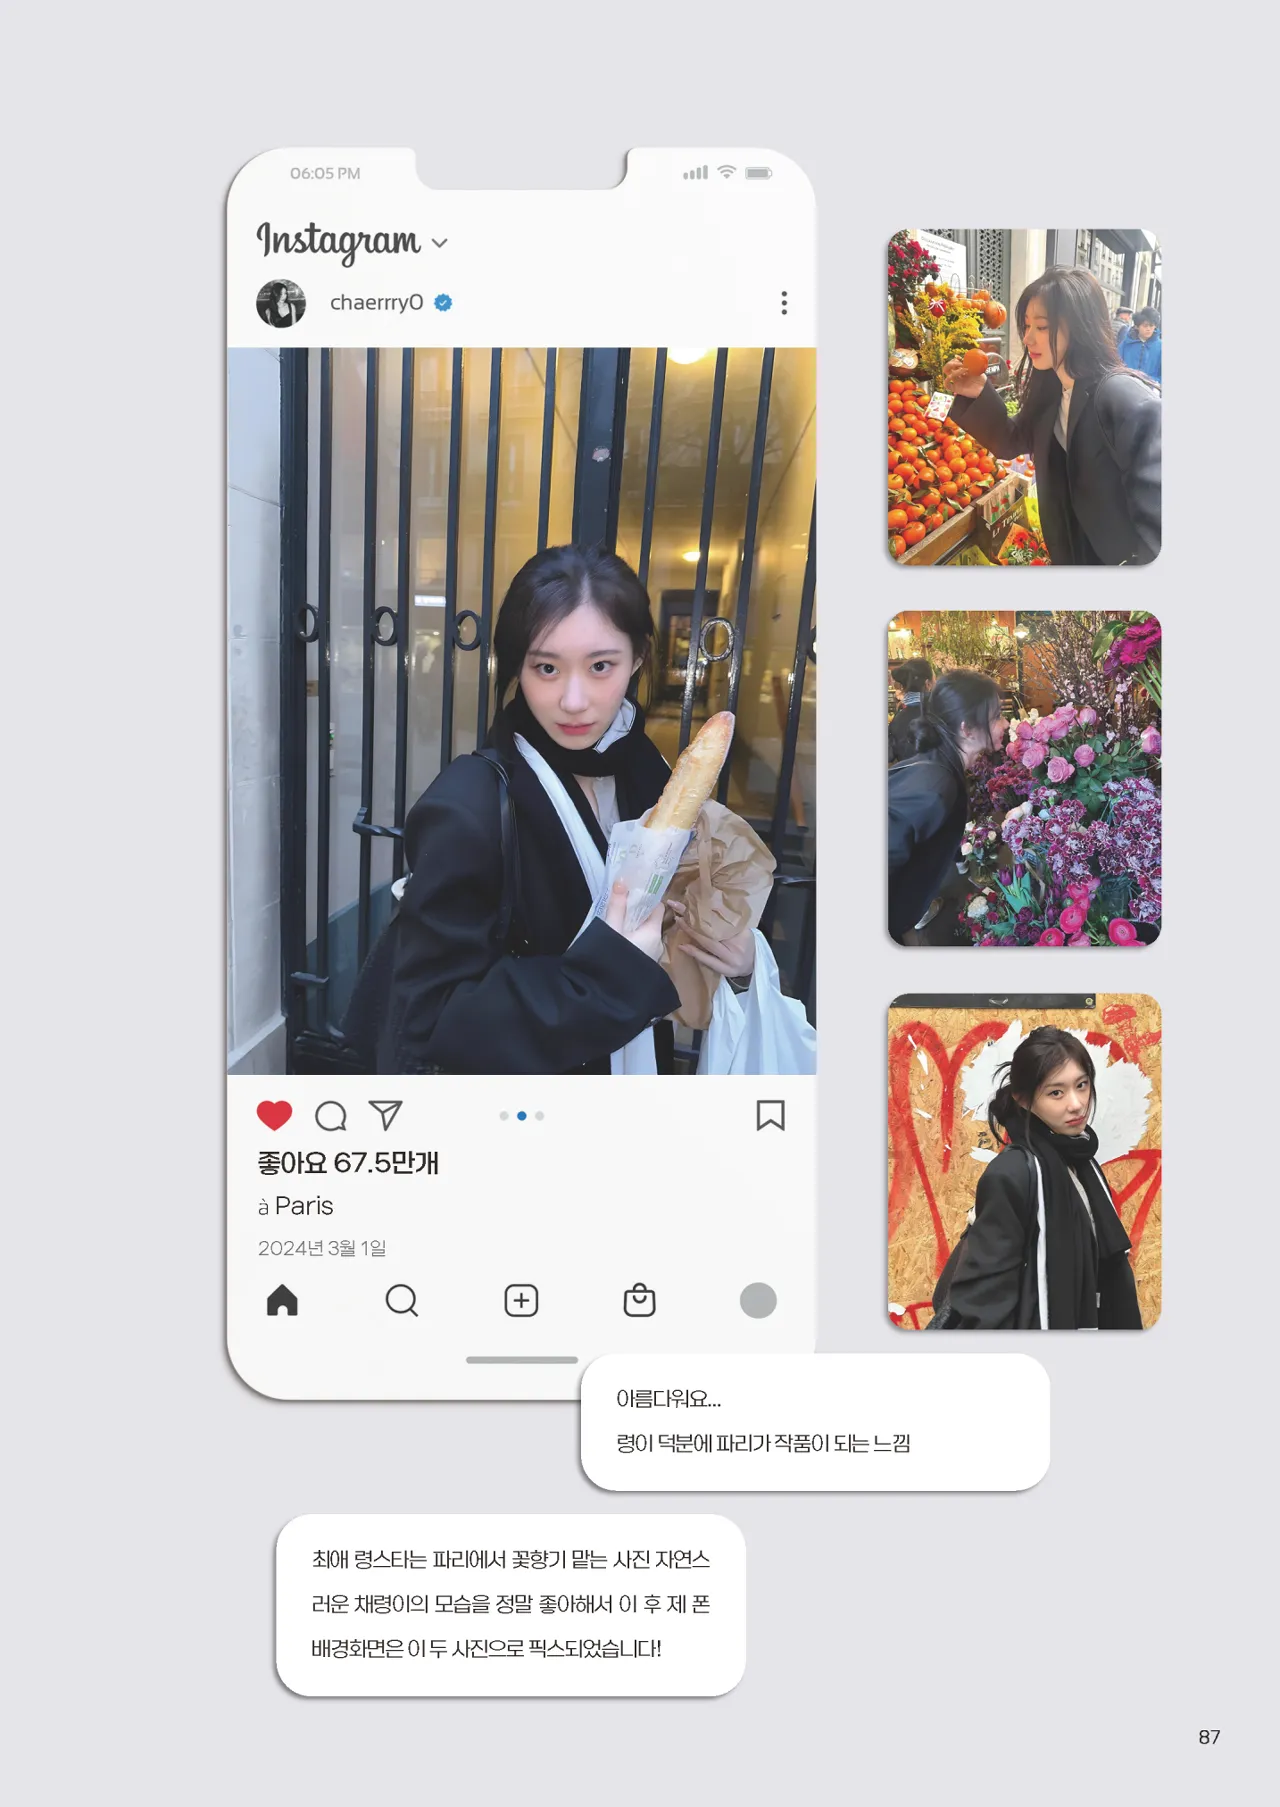 06:05 PM
Instagram
chaerrry0
좋아요 67.5만개
à Paris
2024년 3월 1일
아름다워요...
령이 덕분에 파리가 작품이 되는 느낌
최애 령스타는 파리에서 꽃향기 맡는 사진 자연스
러운 채령이의 모습을 정말 좋아해서 이 후 제 폰
배경화면은 이 두 사진으로 픽스되었습니다!
87